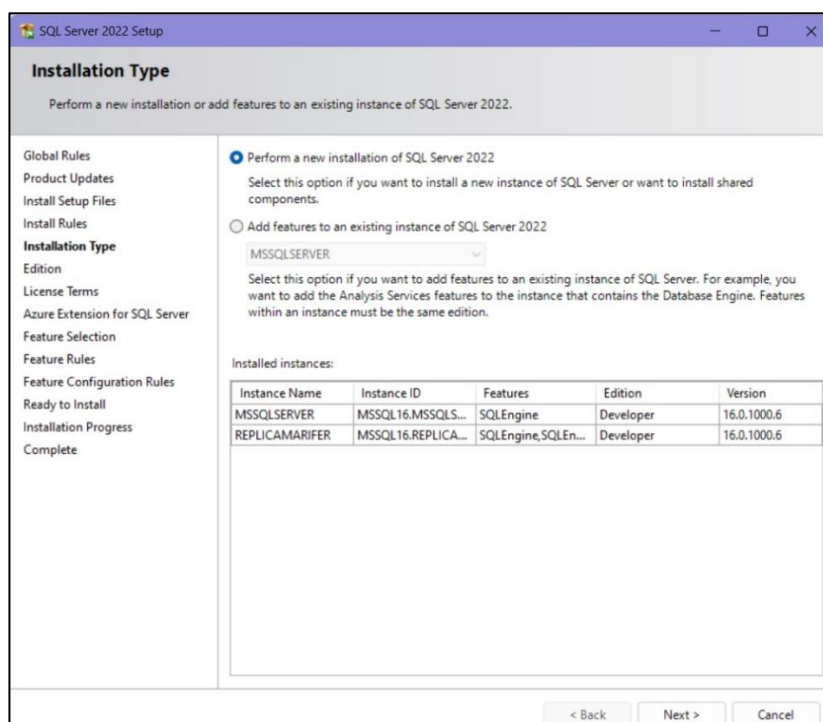 SQL Server 2022 Setup
Installation Type
Perform a new installation or add features to an existing instance of SQL Server 2022.
Global Rules
Product Updates
Install Setup Files
Install Rules
Installation Type
Edition
License Terms
Azure Extension for SQL Server
Feature Selection
Feature Rules
Feature Configuration Rules
Ready to Install
Installation Progress
Complete
Perform a new installation of SQL Server 2022
Select this option if you want to install a new instance of SQL Server or want to install shared
components.
Add features to an existing instance of SQL Server 2022
MSSQLSERVER
Select this option if you want to add features to an existing instance of SQL Server. For example, you
want to add the Analysis Services features to the instance that contains the Database Engine. Features
within an instance must be the same edition.
Installed instances:
Instance Name Instance ID Features Edition Version
MSSQLSERVER MSSQL16.MSSQLS... SQLEngine Developer 16.0.1000.6
REPLICAMARIFER MSSQL16.REPLICA... SQLEngine,SQLEn... Developer 16.0.1000.6
< Back Next > Cancel